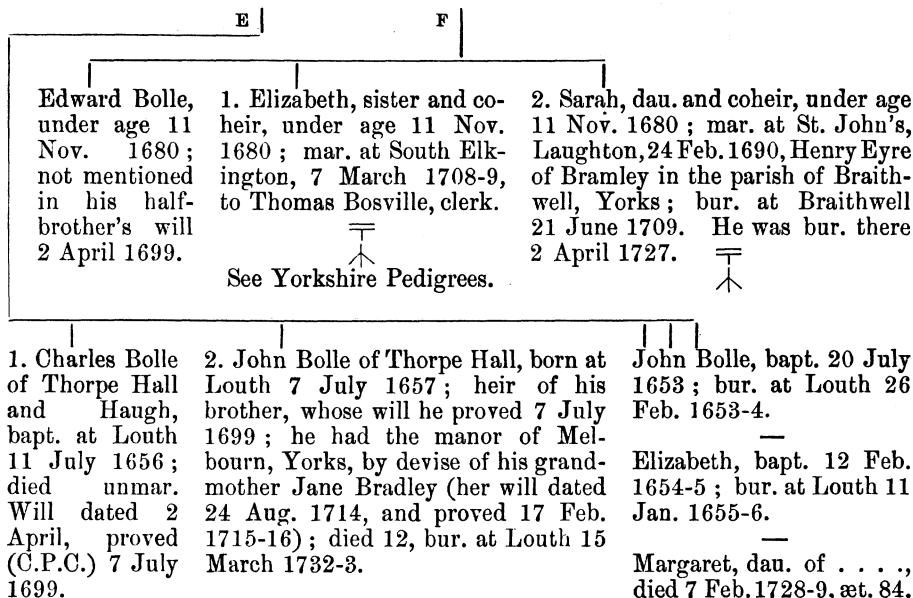 E F
Edward Bolle,
under age 11
Nov. 1680 ;
not mentioned
in his half-
brother's will
2 April 1699.
1. Elizabeth, sister and co-
heir, under age 11 Nov.
1680 ; mar. at South Elk-
ington, 7 March 1708-9,
to Thomas Bosville, clerk.
See Yorkshire Pedigrees.
2. Sarah, dau. and coheir, under age
11 Nov. 1680 ; mar. at St. John's,
Laughton, 24 Feb. 1690, Henry Eyre
of Bramley in the parish of Braith-
well, Yorks ; bur. at Braithwell
21 June 1709. He was bur. there
2 April 1727.
1. Charles Bolle
of Thorpe Hall
and Haugh,
bapt. at Louth
11 July 1656 ;
died unmar.
Will dated 2
April, proved
(C.P.C.) 7 July
1699.
2. John Bolle of Thorpe Hall, born at
Louth 7 July 1657 ; heir of his
brother, whose will he proved 7 July
1699 ; he had the manor of Mel-
bourn, Yorks, by devise of his grand-
mother Jane Bradley (her will dated
24 Aug. 1714, and proved 17 Feb.
1715-16) ; died 12, bur. at Louth 15
March 1732-3.
John Bolle, bapt. 20 July
1653 ; bur. at Louth 26
Feb. 1653-4.
—
Elizabeth, bapt. 12 Feb.
1654-5 ; bur. at Louth 11
Jan. 1655-6.
—
Margaret, dau. of . . . .,
died 7 Feb. 1728-9, æt. 84.